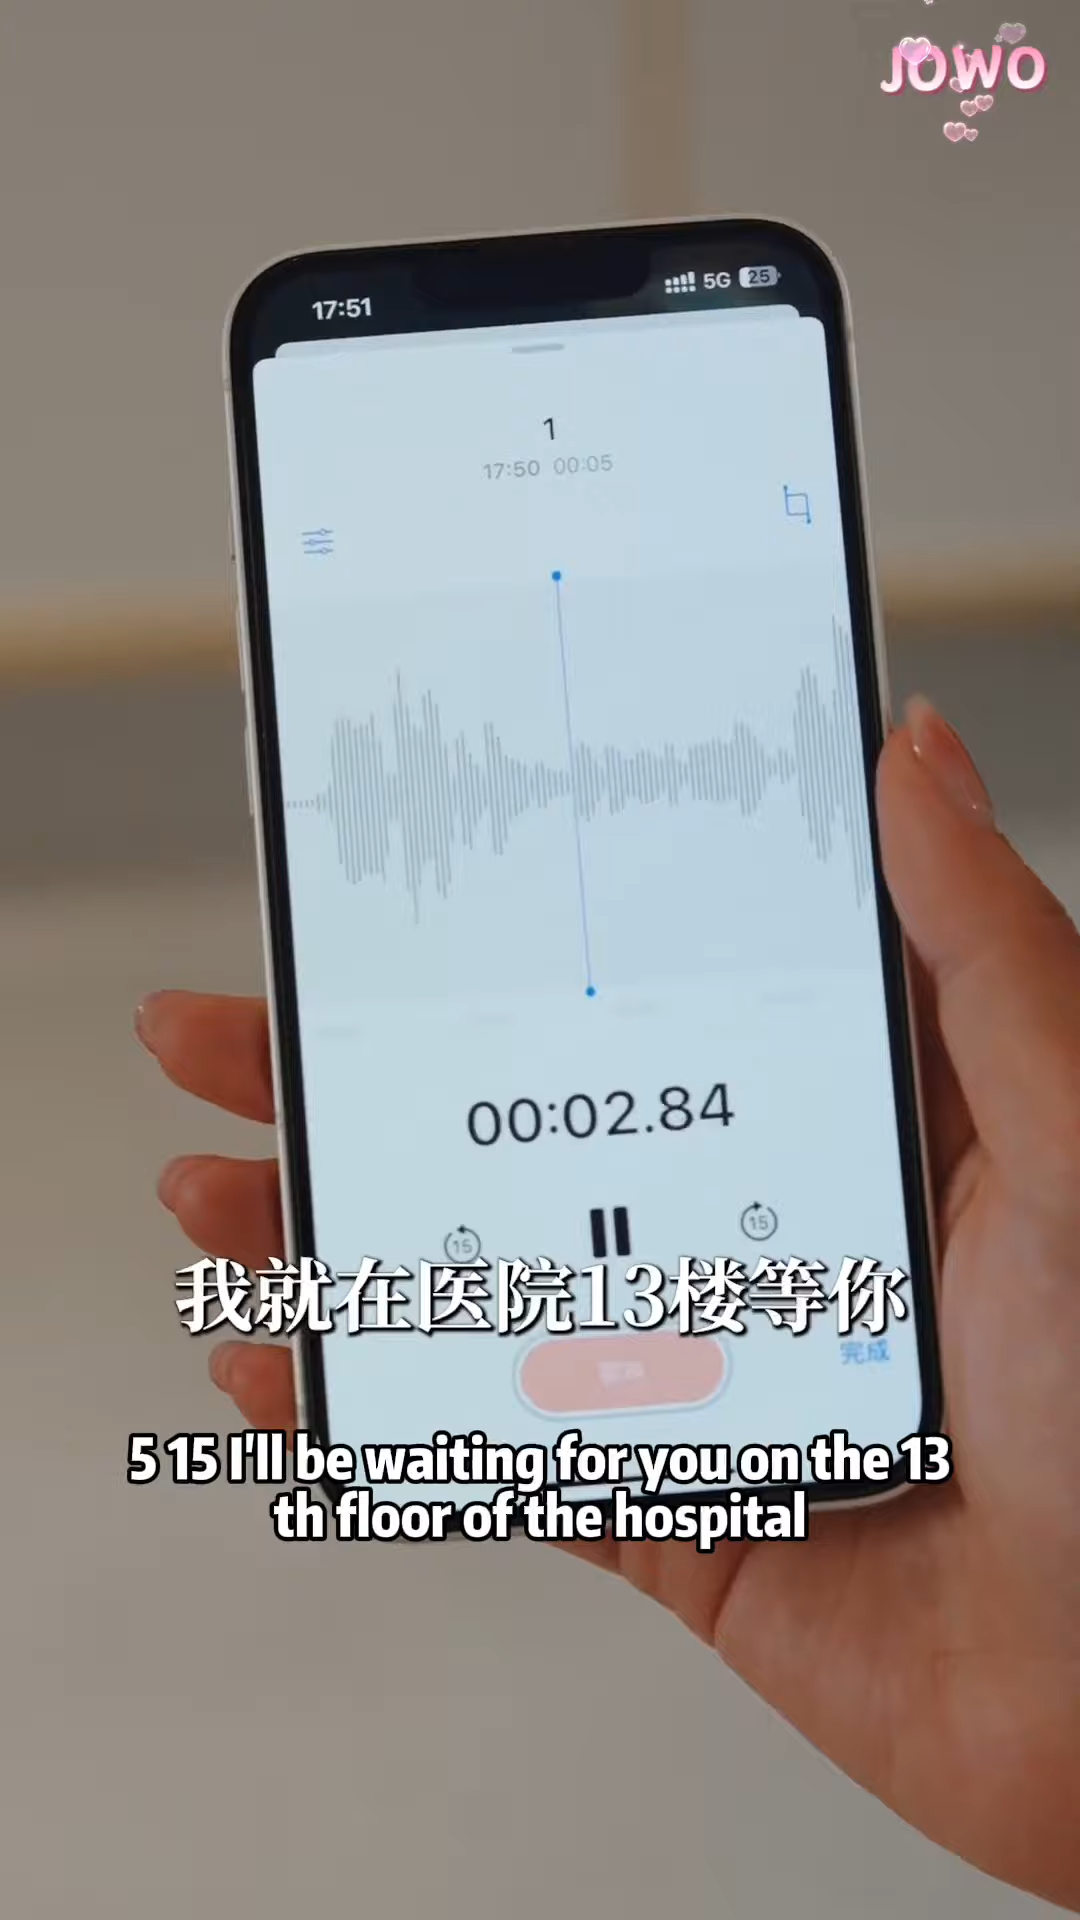 JOWO
17:51
5G 25
1
17:50 00:05
00:02.84
15
15
我就在医院13楼等你
完成
5 15 I'll be waiting for you on the 13
th floor of the hospital